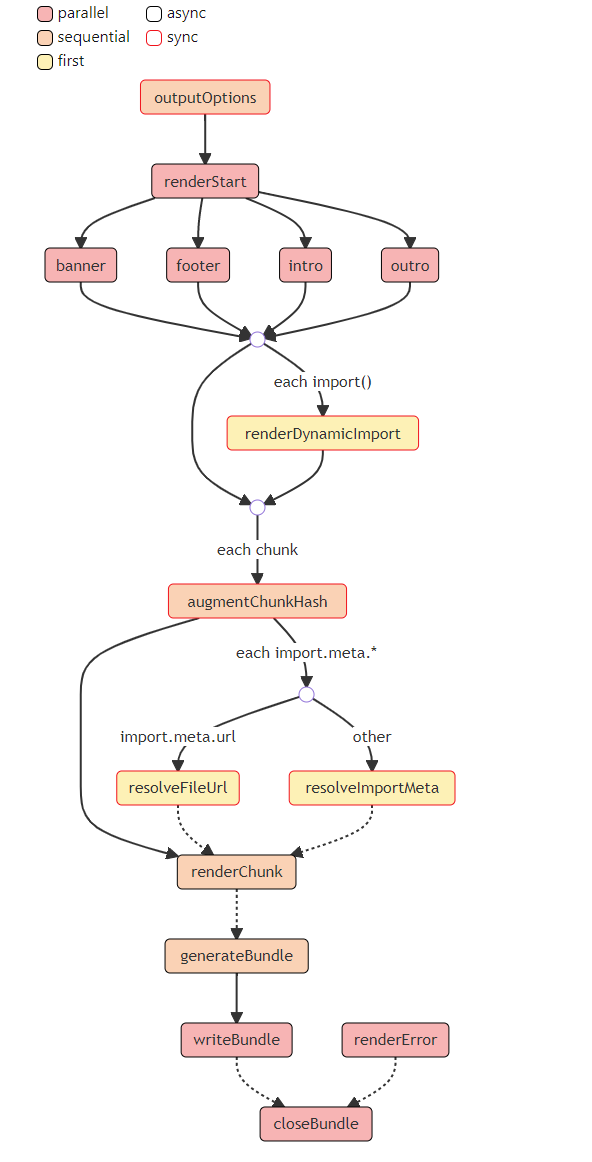 parallel async
sequential sync
first
outputOptions
renderStart
banner footer intro outro
each import()
renderDynamicImport
each chunk
augmentChunkHash
each import.meta.*
import.meta.url other
resolveFileUrl resolveImportMeta
renderChunk
generateBundle
writeBundle renderError
closeBundle